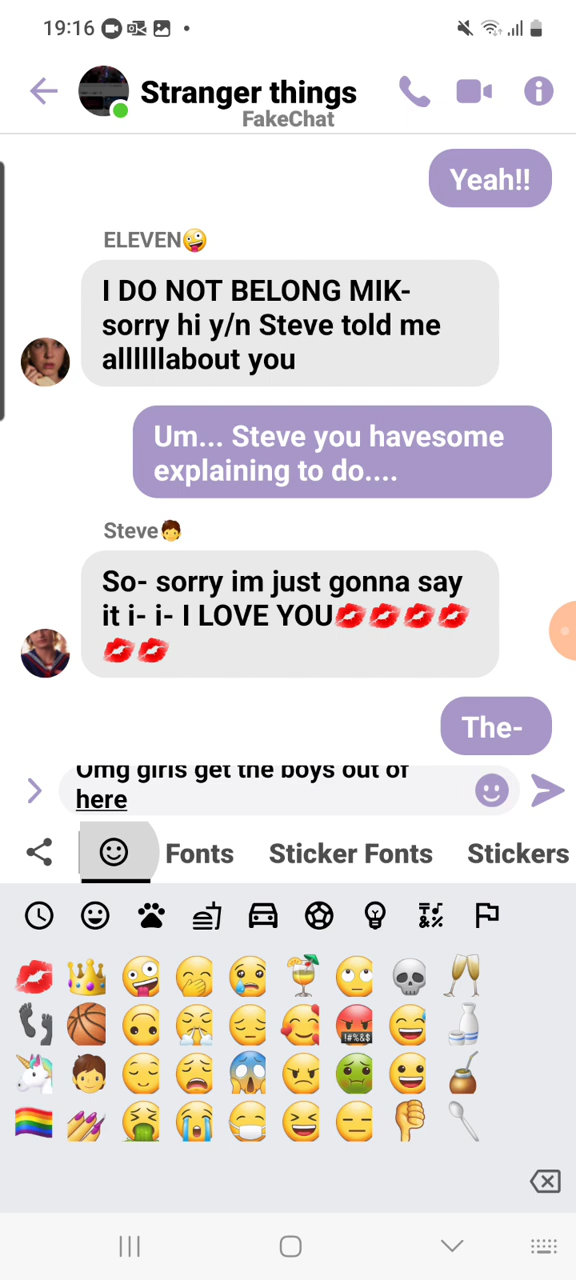 19:16
Stranger things
FakeChat
Yeah!!
ELEVEN🤪
I DO NOT BELONG MIK-
sorry hi y/n Steve told me
allllllabout you
Um... Steve you havesome
explaining to do....
Steve🧑
So- sorry im just gonna say
it i- i- I LOVE YOU💋💋💋💋
💋💋
The-
Omg girls get the boys out of
here
Fonts Sticker Fonts Stickers